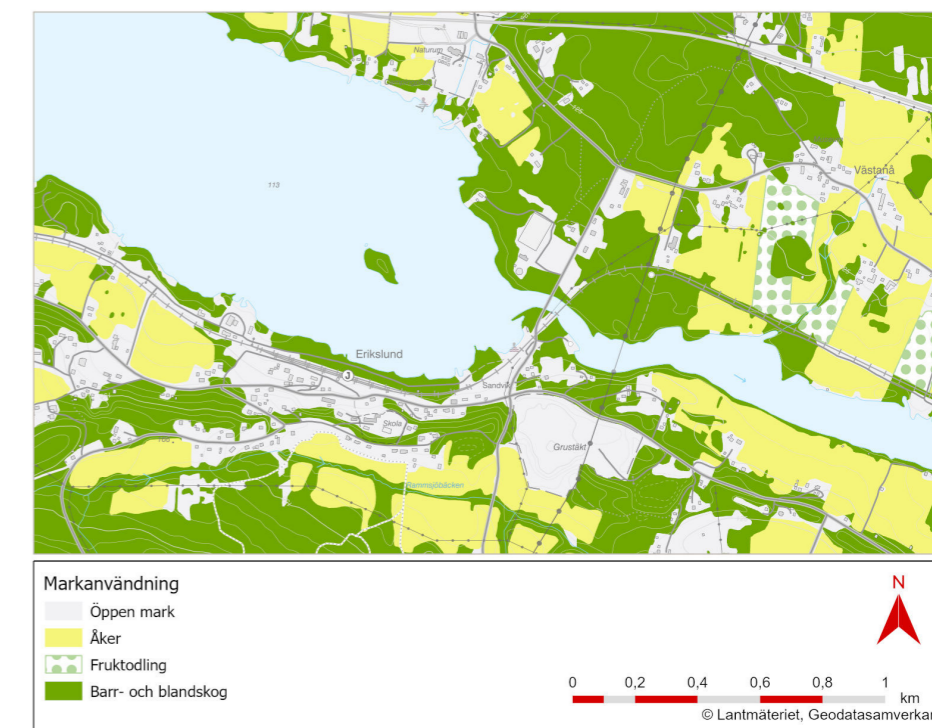 Naturum
Västanå
113
Erikslund
J
Sandvik
Skola
Grustäkt
Rammsjöbäcken
Markanvändning
Öppen mark
Åker
Fruktodling
Barr- och blandskog
N
0 0,2 0,4 0,6 0,8 1
km
© Lantmäteriet, Geodatasamverkan